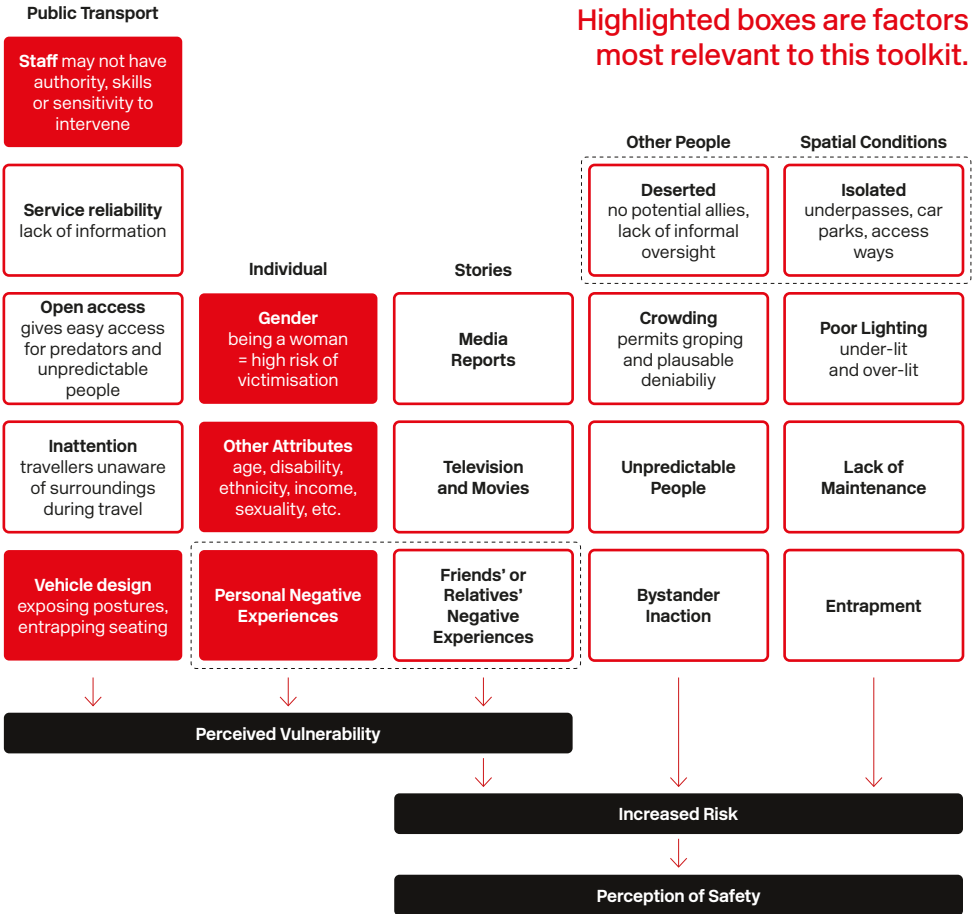 Public Transport
Highlighted boxes are factors
most relevant to this toolkit.
Staff may not have
authority, skills
or sensitivity to
intervene
Service reliability
lack of information
Open access
gives easy access
for predators and
unpredictable
people
Inattention
travellers unaware
of surroundings
during travel
Vehicle design
exposing postures,
entrapping seating
Individual
Gender
being a woman
= high risk of
victimisation
Other Attributes
age, disability,
ethnicity, income,
sexuality, etc.
Personal Negative
Experiences
Stories
Media
Reports
Television
and Movies
Friends’ or
Relatives’
Negative
Experiences
Other People
Deserted
no potential allies,
lack of informal
oversight
Crowding
permits groping
and plausable
deniabiliy
Unpredictable
People
Bystander
Inaction
Spatial Conditions
Isolated
underpasses, car
parks, access
ways
Poor Lighting
under-lit
and over-lit
Lack of
Maintenance
Entrapment
Perceived Vulnerability
Increased Risk
Perception of Safety